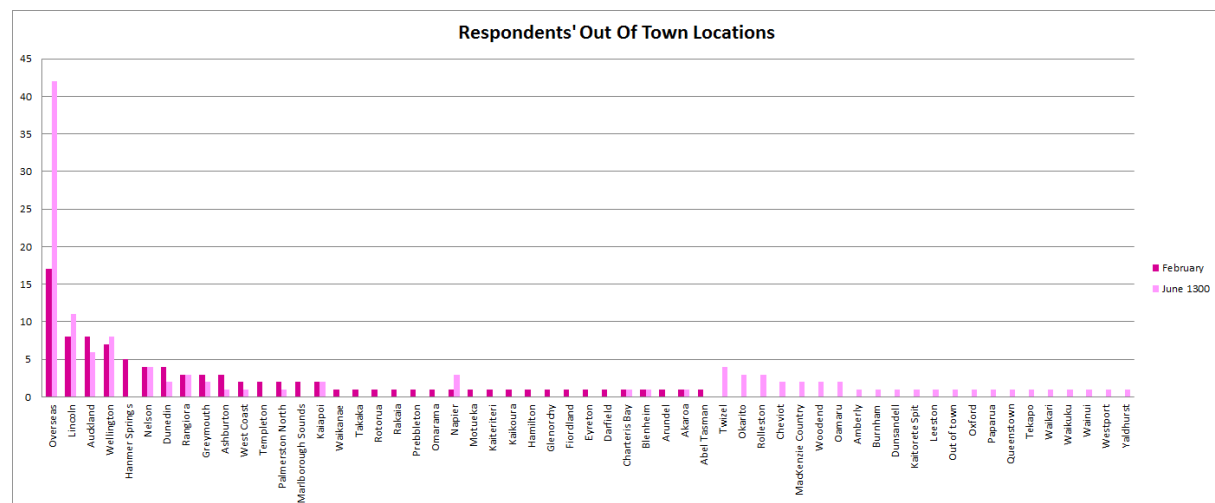 Respondents' Out Of Town Locations
45
40
35
30
25
20
15
10
5
0
Overseas
Lincoln
Auckland
Wellington
Hanmer Springs
Nelson
Dunedin
Rangiora
Greymouth
Ashburton
West Coast
Templeton
Palmerston North
Marlborough Sounds
Kaiapoi
Waikanae
Takaka
Rotorua
Rakaia
Prebbleton
Omarama
Napier
Motueka
Kaiteriteri
Kaikoura
Hamilton
Glenorchy
Fiordland
Eyreton
Darfield
Charteris Bay
Blenheim
Arundel
Akaroa
Abel Tasman
Twizel
Okarito
Rolleston
Cheviot
MacKenzie Country
Woodend
Oamaru
Amberly
Burnham
Dunsandell
Kaitorete Spit
Leeston
Out of town
Oxford
Paparua
Queenstown
Tekapo
Waikari
Waikuku
Wainui
Westport
Yaldhurst
February
June 1300